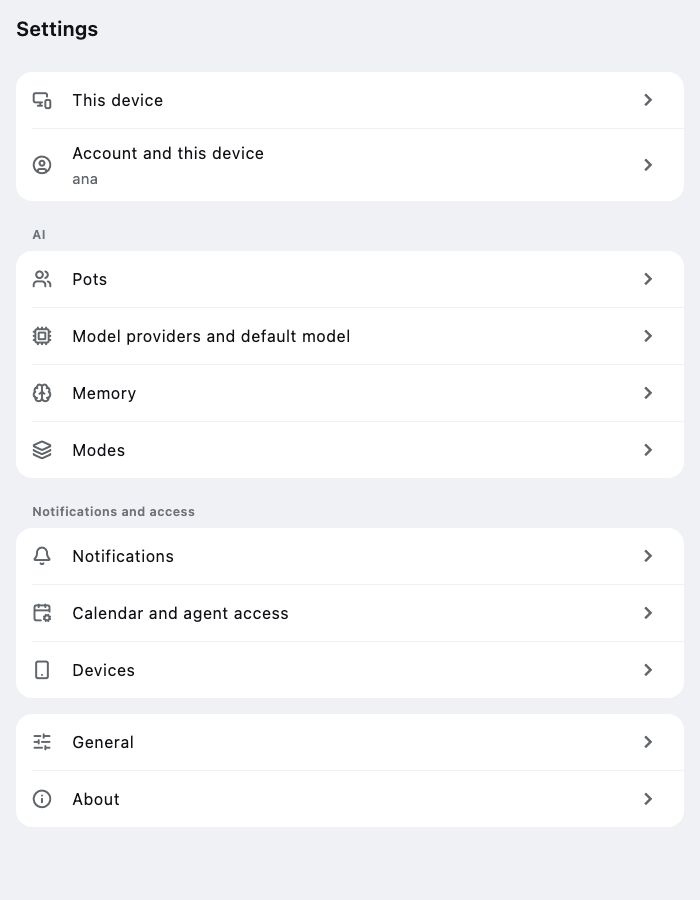 Settings
This device
Account and this device
ana
AI
Pots
Model providers and default model
Memory
Modes
Notifications and access
Notifications
Calendar and agent access
Devices
General
About